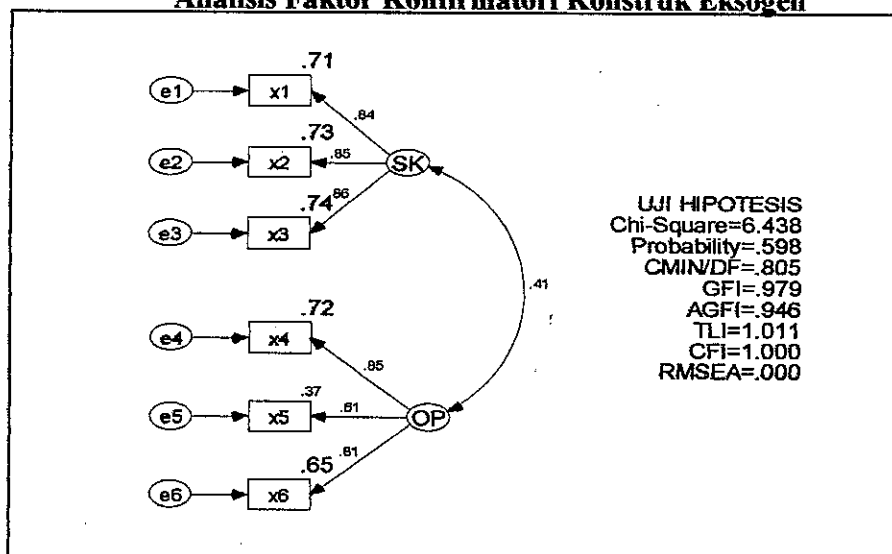 Analisis Faktor Konfirmatori Konstruk Eksogen
.71
e1 x1
.84
.73
e2 x2 .85 SK
.74 .86
e3 x3
UJI HIPOTESIS
Chi-Square=6.438
Probability=.598
CMIN/DF=.805
GFI=.979
AGFI=.946
TLI=1.011
CFI=1.000
RMSEA=.000
.41
.72
e4 x4
.85
.37
e5 x5 .61 OP
.65 .81
e6 x6